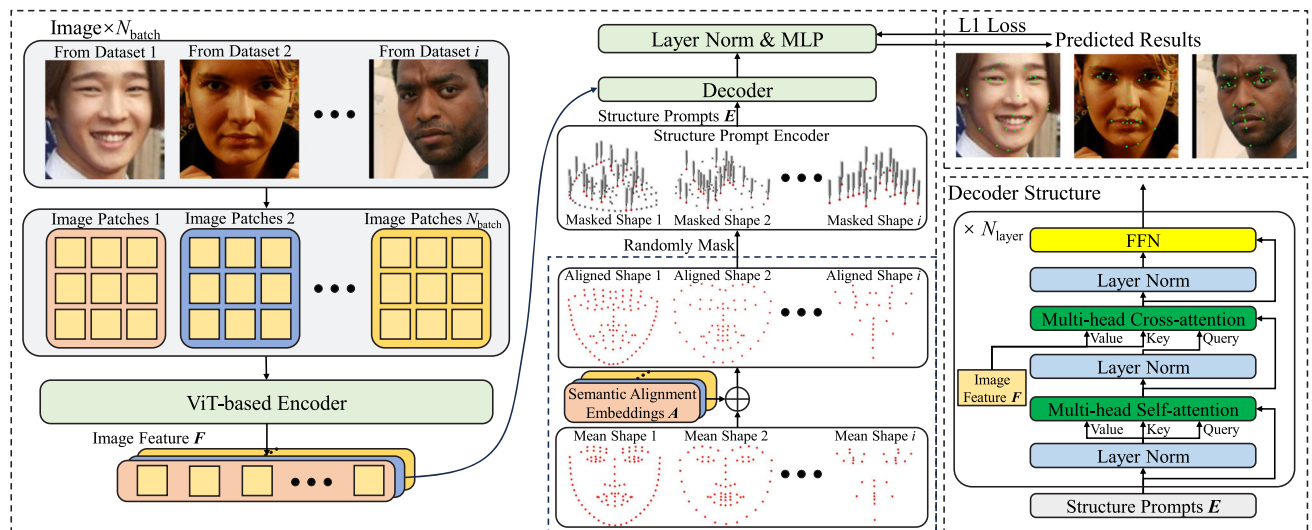 Image×N_batch
From Dataset 1
From Dataset 2
From Dataset i
Image Patches 1
Image Patches 2
Image Patches N_batch
ViT-based Encoder
Image Feature F
Layer Norm & MLP
Decoder
Structure Prompts E
Structure Prompt Encoder
Masked Shape 1
Masked Shape 2
Masked Shape i
Randomly Mask
Aligned Shape 1
Aligned Shape 2
Aligned Shape i
Semantic Alignment
Embeddings A
Mean Shape 1
Mean Shape 2
Mean Shape i
L1 Loss
Predicted Results
Decoder Structure
× N_layer
FFN
Layer Norm
Multi-head Cross-attention
Value
Key
Query
Layer Norm
Image
Feature F
Multi-head Self-attention
Value
Key
Query
Layer Norm
Structure Prompts E